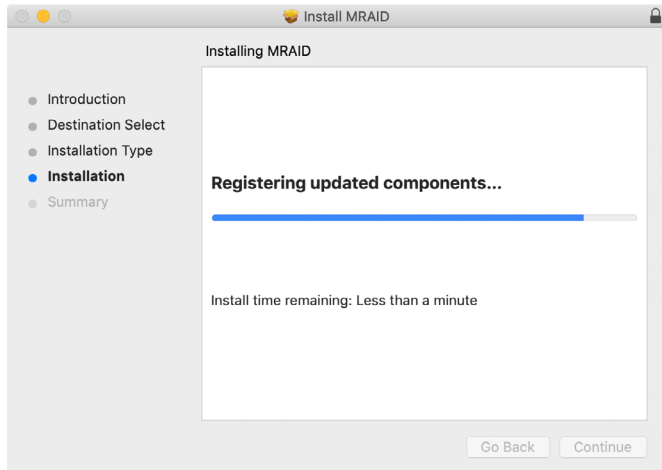 Install MRAID
Installing MRAID
Introduction
Destination Select
Installation Type
Installation
Summary
Registering updated components...
Install time remaining: Less than a minute
Go Back
Continue